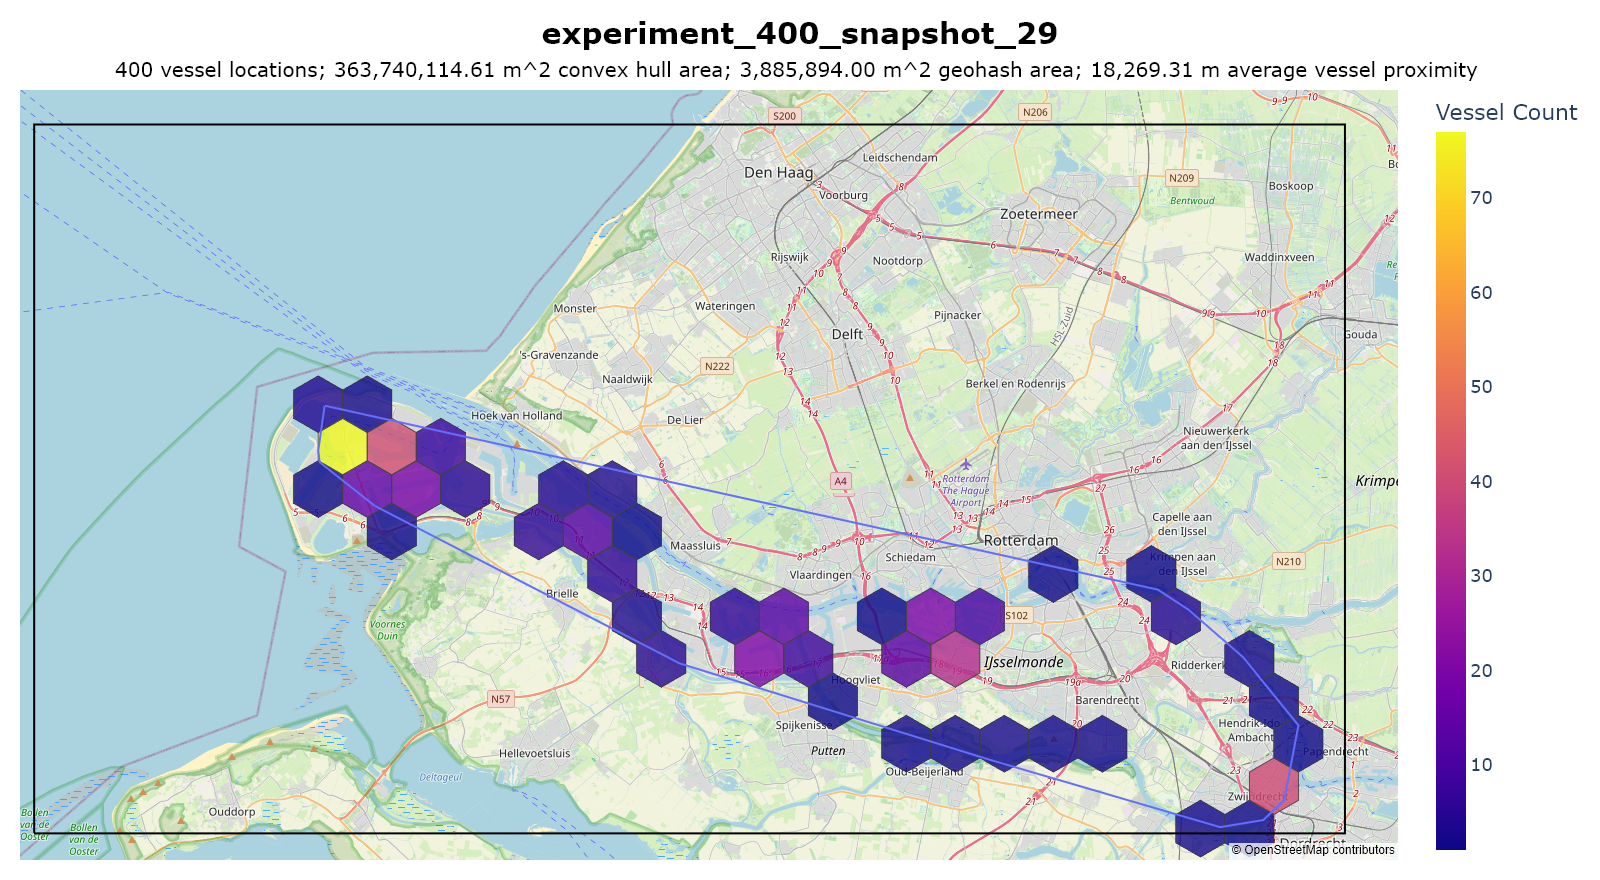 experiment_400_snapshot_29
400 vessel locations; 363,740,114.61 m^2 convex hull area; 3,885,894.00 m^2 geohash area; 18,269.31 m average vessel proximity
Vessel Count
70
60
50
40
30
20
10
S200
N206
Den Haag
Leidschendam
Voorburg
N209
Boskoop
Bentwoud
Zoetermeer
Rijswijk
Nootdorp
Waddinxveen
Monster
Wateringen
Pijnacker
HSL-Zuid
Delft
Gouda
's-Gravenzande
N222
Naaldwijk
Berkel en Rodenrijs
Hoek van Holland
De Lier
Nieuwerkerk
aan den IJssel
A4
Rotterdam
The Hague
Airport
Krimpe
Capelle aan
den IJssel
Maassluis
Schiedam
Rotterdam
Krimpen aan
den IJssel
N210
Vlaardingen
Brielle
S102
Voornes
Duin
IJsselmonde
Ridderkerk
Hoogvliet
N57
Barendrecht
Spijkenisse
Hendrik-Ido-
Ambacht
Putten
Papendrecht
Hellevoetsluis
Oud-Beijerland
Deltageul
Zwijndrecht
Ouddorp
Bollen
van de
Ooster
Bollen
van de
Ooster
Dordrecht
© OpenStreetMap contributors